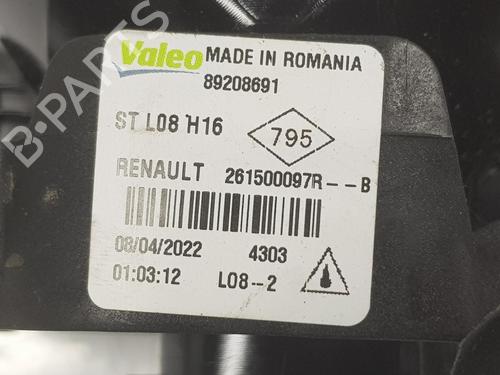 Valeo MADE IN ROMANIA
89208691
ST L08 H16 795
RENAULT 261500097R--B
08/04/2022 4303
01:03:12 L08-2
B-PARTS